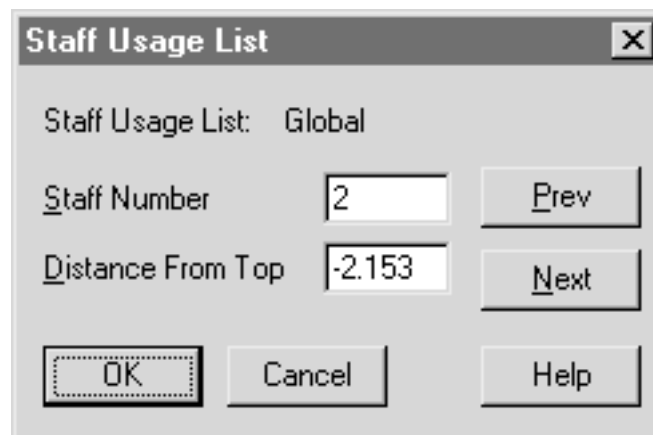 Staff Usage List
Staff Usage List: Global
Staff Number 2 Prev
Distance From Top -2.153 Next
OK Cancel Help